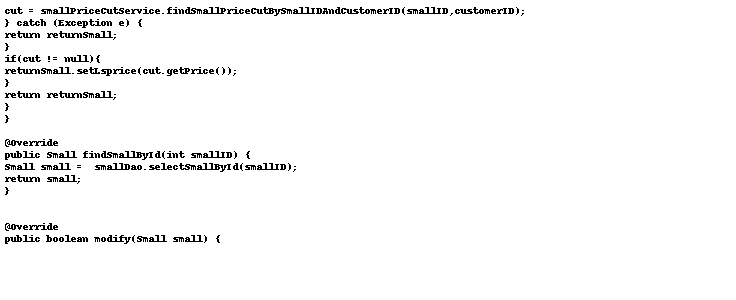 cut = smallPriceCutService.findSmallPriceCutBySmallIDAndCustomerID(smallID,customerID);
} catch (Exception e) {
return returnSmall;
}
if(cut != null){
returnSmall.setLsprice(cut.getPrice());
}
return returnSmall;
}
}
@Override
public Small findSmallById(int smallID) {
Small small =  smallDao.selectSmallById(smallID);
return small;
}
@Override
public boolean modify(Small small) {